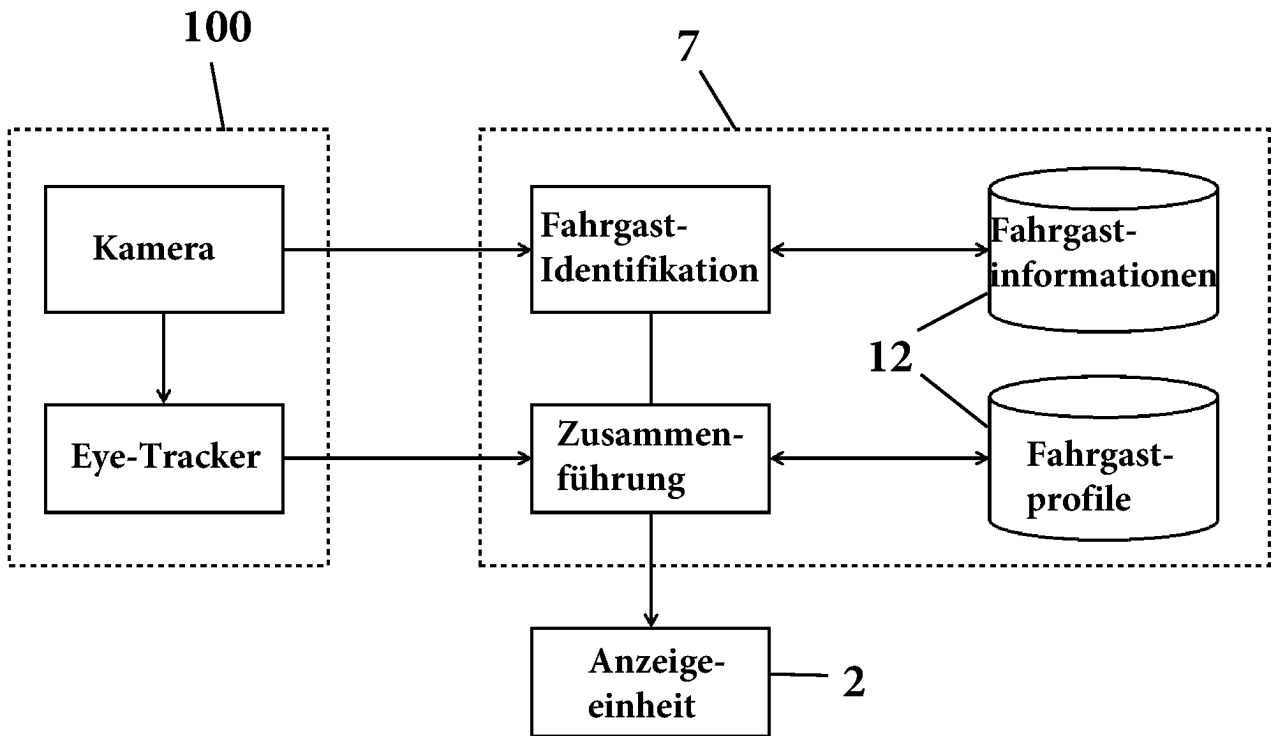 100
7
Kamera
Fahrgast-
Identifikation
Fahrgast-
informationen
12
Eye-Tracker
Zusammen-
führung
Fahrgast-
profile
Anzeige-
einheit
2